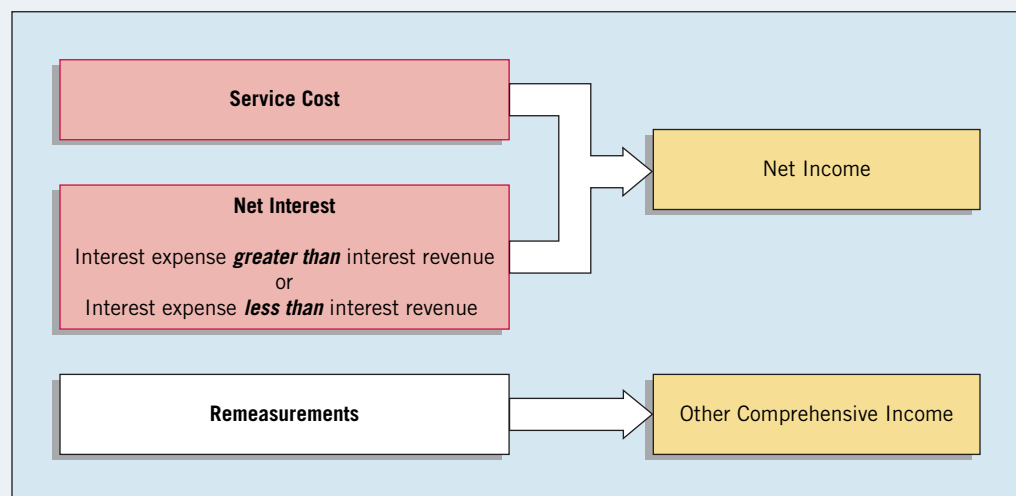 Service Cost
Net Interest
Interest expense greater than interest revenue
or
Interest expense less than interest revenue
Net Income
Remeasurements
Other Comprehensive Income